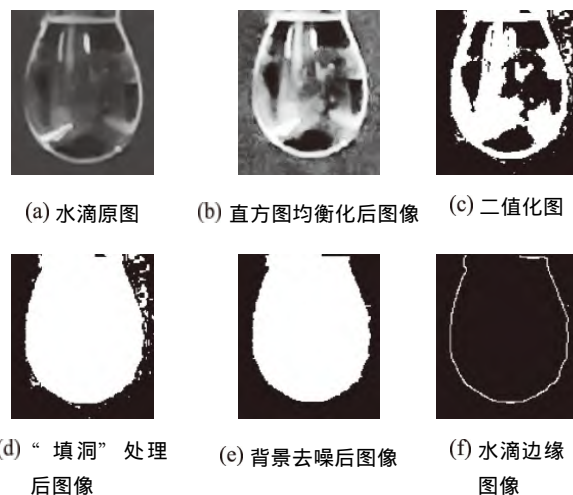 (a) 水滴原图
(b) 直方图均衡化后图像
(c) 二值化图
(d) “填洞” 处理
后图像
(e) 背景去噪后图像
(f) 水滴边缘
图像